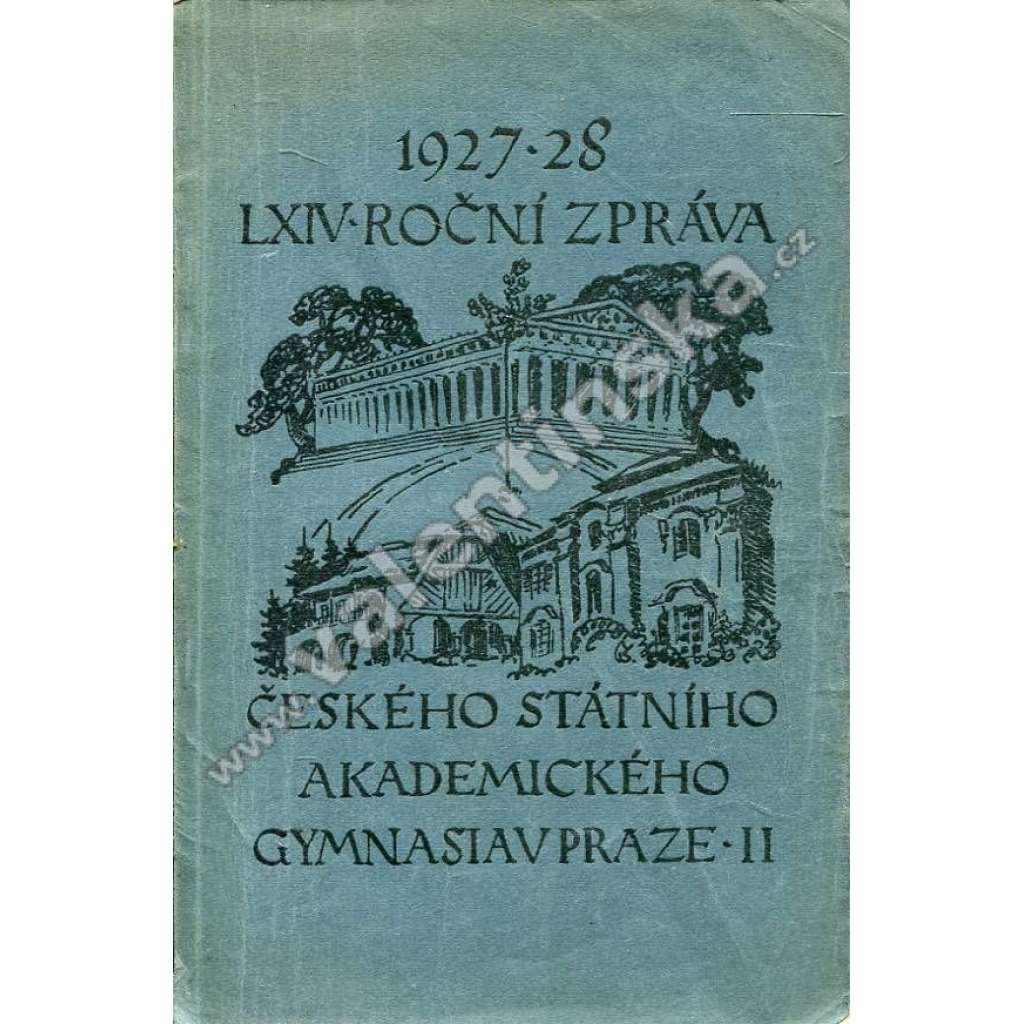 1927·28
LXIV·ROČNÍ ZPRÁVA
ČESKÉHO STÁTNÍHO
AKADEMICKÉHO
GYMNASIA V PRAZE·II
www.valentinska.cz